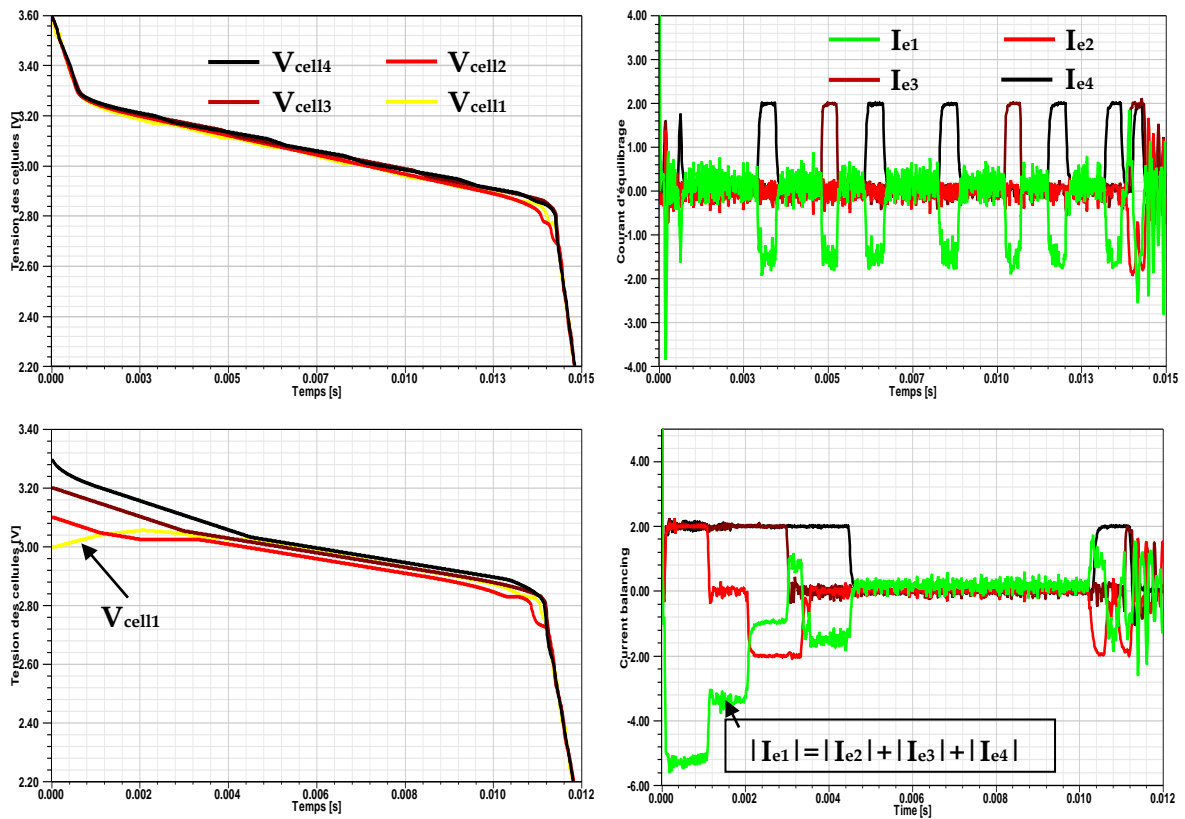 3.60
3.40
3.20
3.00
2.80
2.60
2.40
2.20
Tension des cellules [V]
Vcell4 Vcell2
Vcell3 Vcell1
0.000 0.003 0.005 0.007 0.010 0.013 0.015
Temps [s]
4.00
3.00
2.00
1.00
0.00
-1.00
-2.00
-3.00
-4.00
Courant d'équilibrage
Ie1 Ie2
Ie3 Ie4
0.000 0.003 0.005 0.007 0.010 0.013 0.015
Temps [s]
3.40
3.20
3.00
2.80
2.60
2.40
2.20
Tension des cellules [V]
Vcell1
0.000 0.002 0.004 0.006 0.008 0.010 0.012
Temps [s]
4.00
2.00
0.00
-2.00
-4.00
-6.00
Current balancing
|Ie1|=|Ie2|+|Ie3|+|Ie4|
0.000 0.002 0.004 0.006 0.008 0.010 0.012
Time [s]